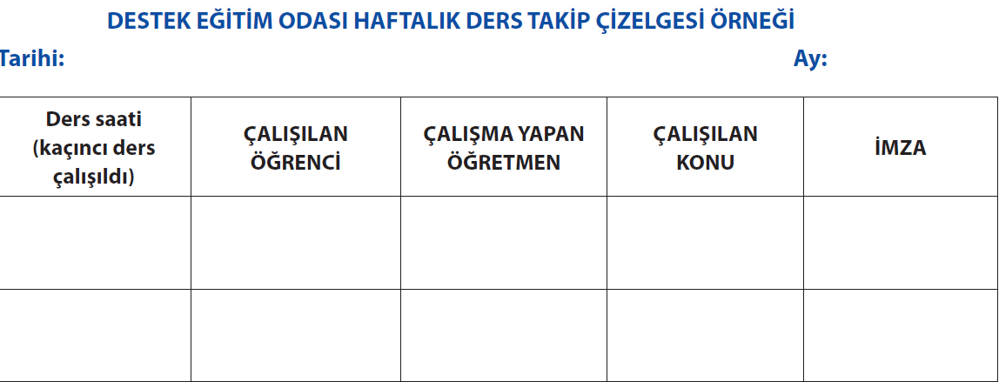 DESTEK EĞİTİM ODASI HAFTALIK DERS TAKİP ÇİZELGESİ ÖRNEĞİ
Tarihi:
Ay:
Ders saati
(kaçıncı ders
çalışıldı)
ÇALIŞILAN
ÖĞRENCİ
ÇALIŞMA YAPAN
ÖĞRETMEN
ÇALIŞILAN
KONU
İMZA